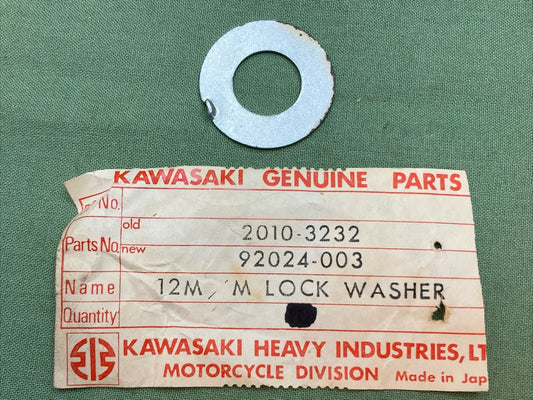 KAWASAKI GENUINE PARTS
No.
old 2010-3232
Parts No. new 92024-003
Name 12M/M LOCK WASHER
Quantity
KAWASAKI HEAVY INDUSTRIES, LT
MOTORCYCLE DIVISION Made in Jap